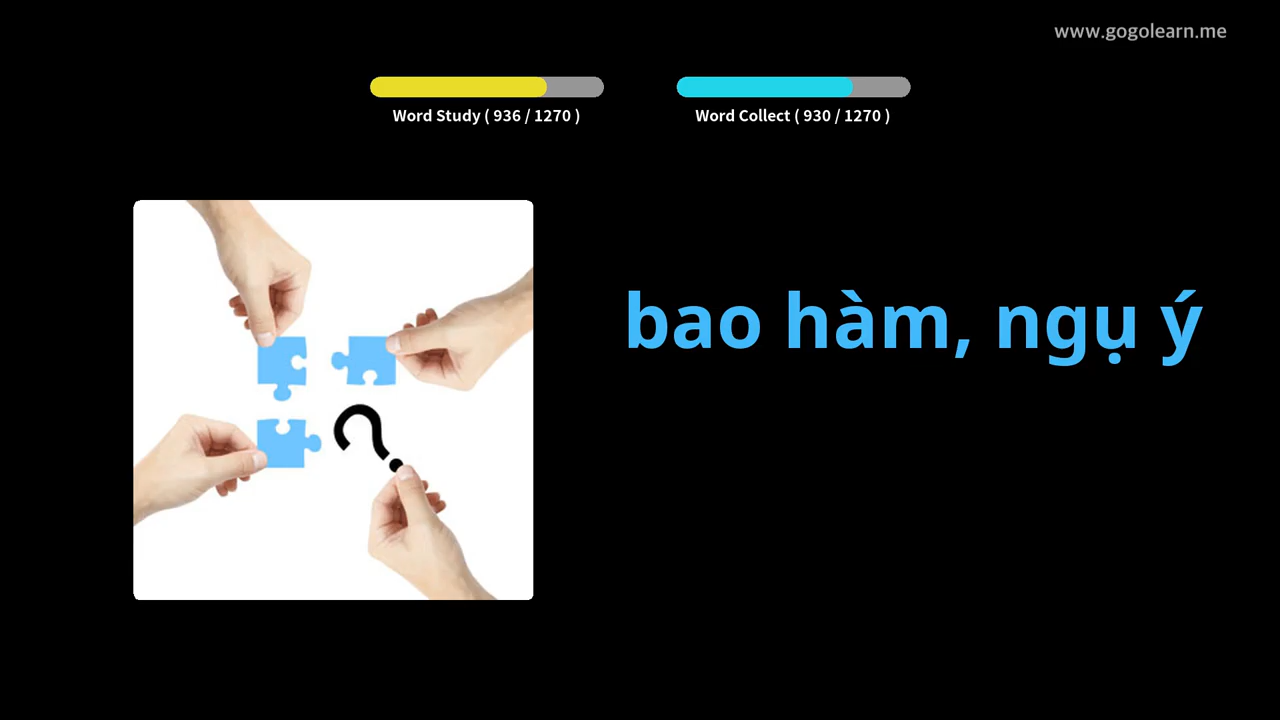 www.gogolearn.me
Word Study ( 936 / 1270 )
Word Collect ( 930 / 1270 )
bao hàm, ngụ ý
?